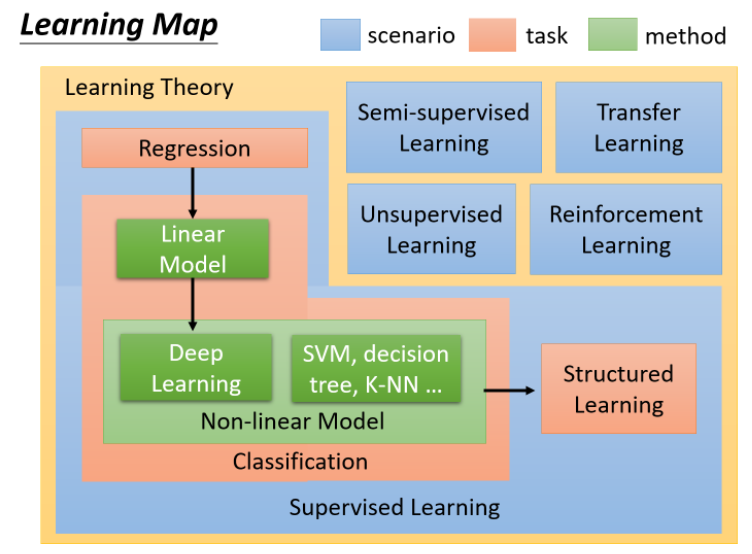 Learning Map
scenario
task
method
Learning Theory
Semi-supervised
Learning
Transfer
Learning
Regression
Unsupervised
Learning
Reinforcement
Learning
Linear
Model
Deep
Learning
SVM, decision
tree, K-NN ...
Structured
Learning
Non-linear Model
Classification
Supervised Learning